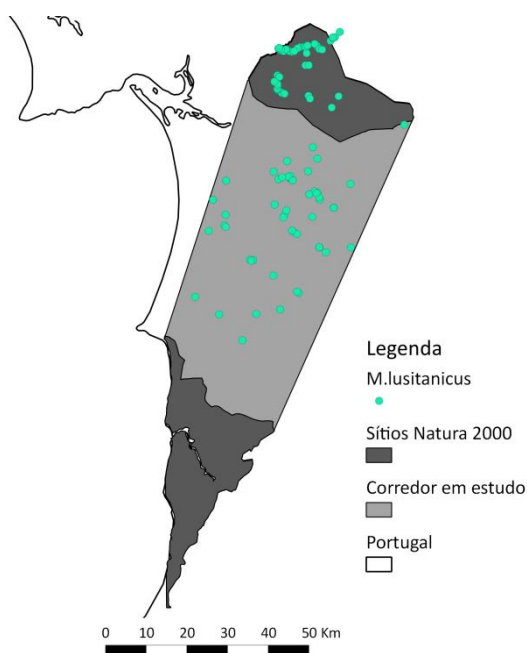 Legenda
M.lusitanicus
Sítios Natura 2000
Corredor em estudo
Portugal
0 10 20 30 40 50 Km